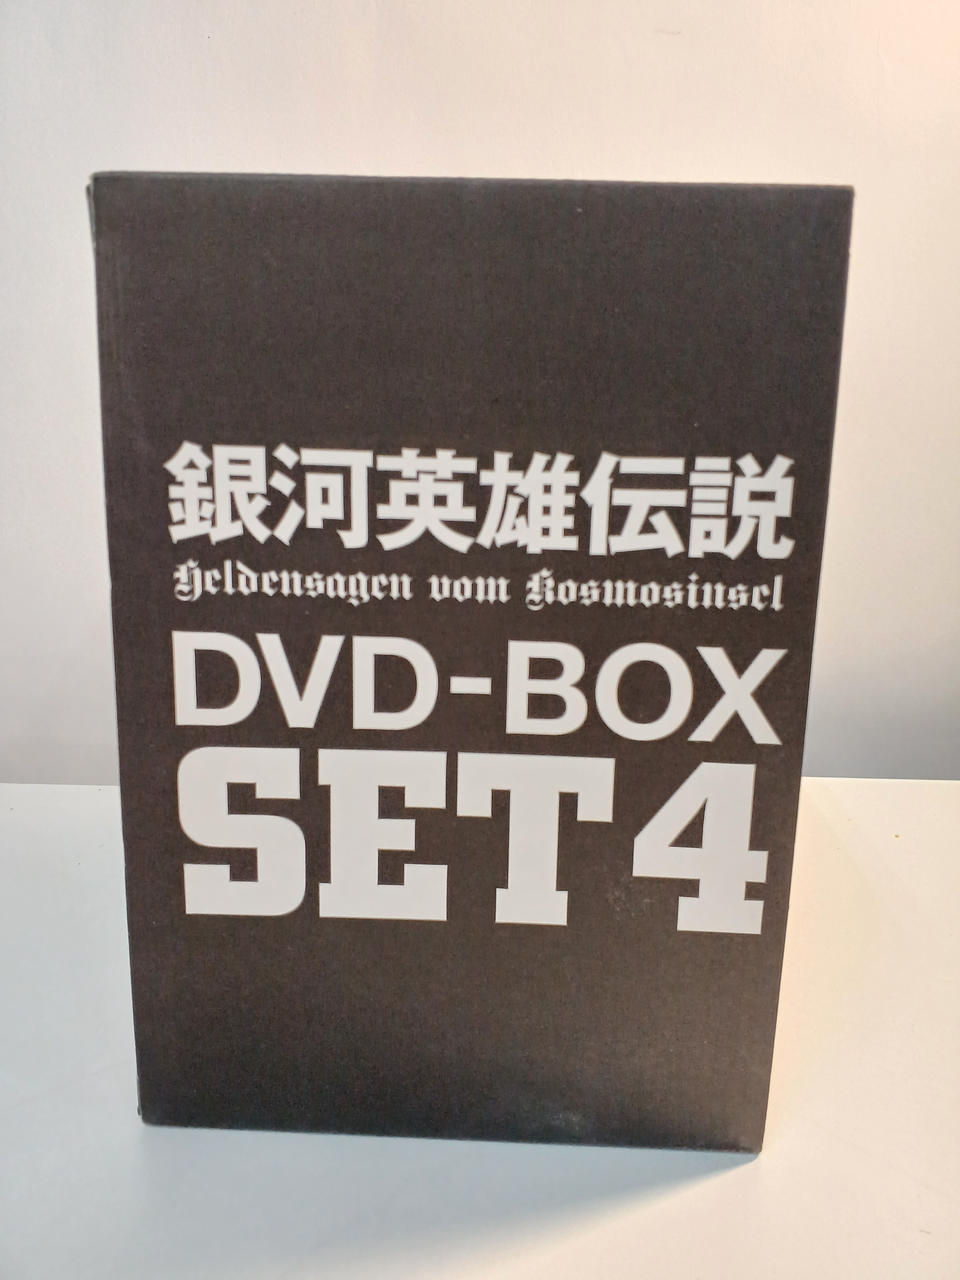 銀河英雄伝説
Heldensagen vom Kosmosinsel
DVD-BOX
SET4